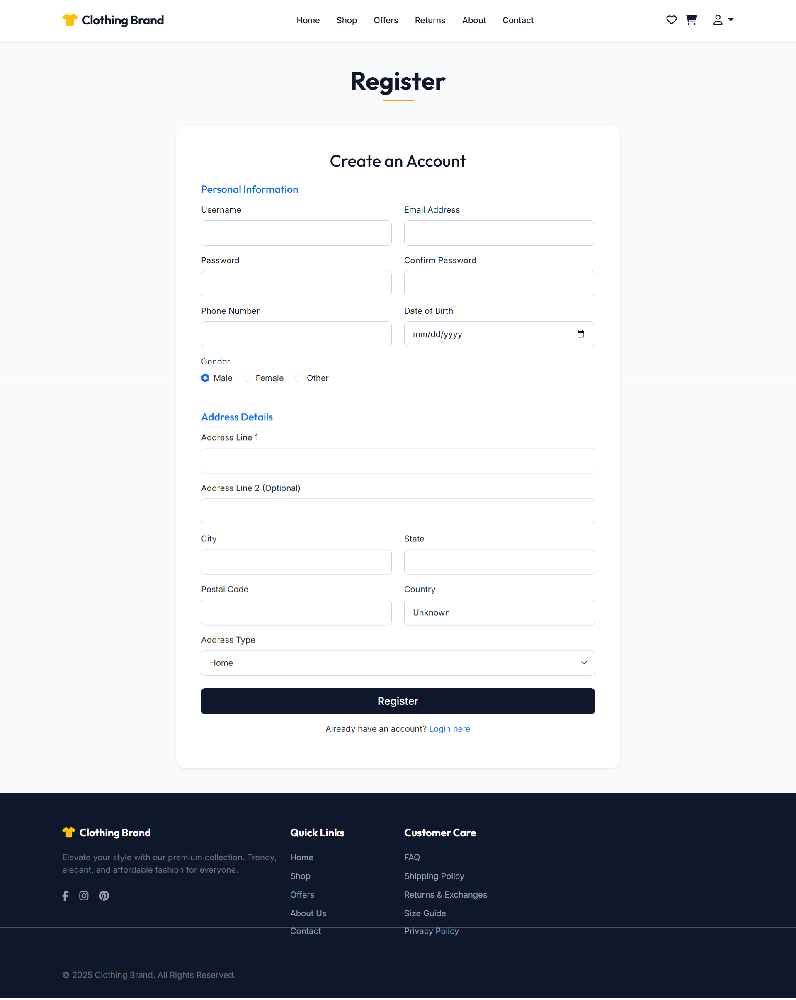 Clothing Brand
Home Shop Offers Returns About Contact
Register
Create an Account
Personal Information
Username Email Address
Password Confirm Password
Phone Number Date of Birth
mm/dd/yyyy
Gender
Male Female Other
Address Details
Address Line 1
Address Line 2 (Optional)
City State
Postal Code Country
Unknown
Address Type
Home
Register
Already have an account? Login here
Clothing Brand
Elevate your style with our premium collection. Trendy,
elegant, and affordable fashion for everyone.
Quick Links
Home
Shop
Offers
About Us
Contact
Customer Care
FAQ
Shipping Policy
Returns & Exchanges
Size Guide
Privacy Policy
© 2025 Clothing Brand. All Rights Reserved.